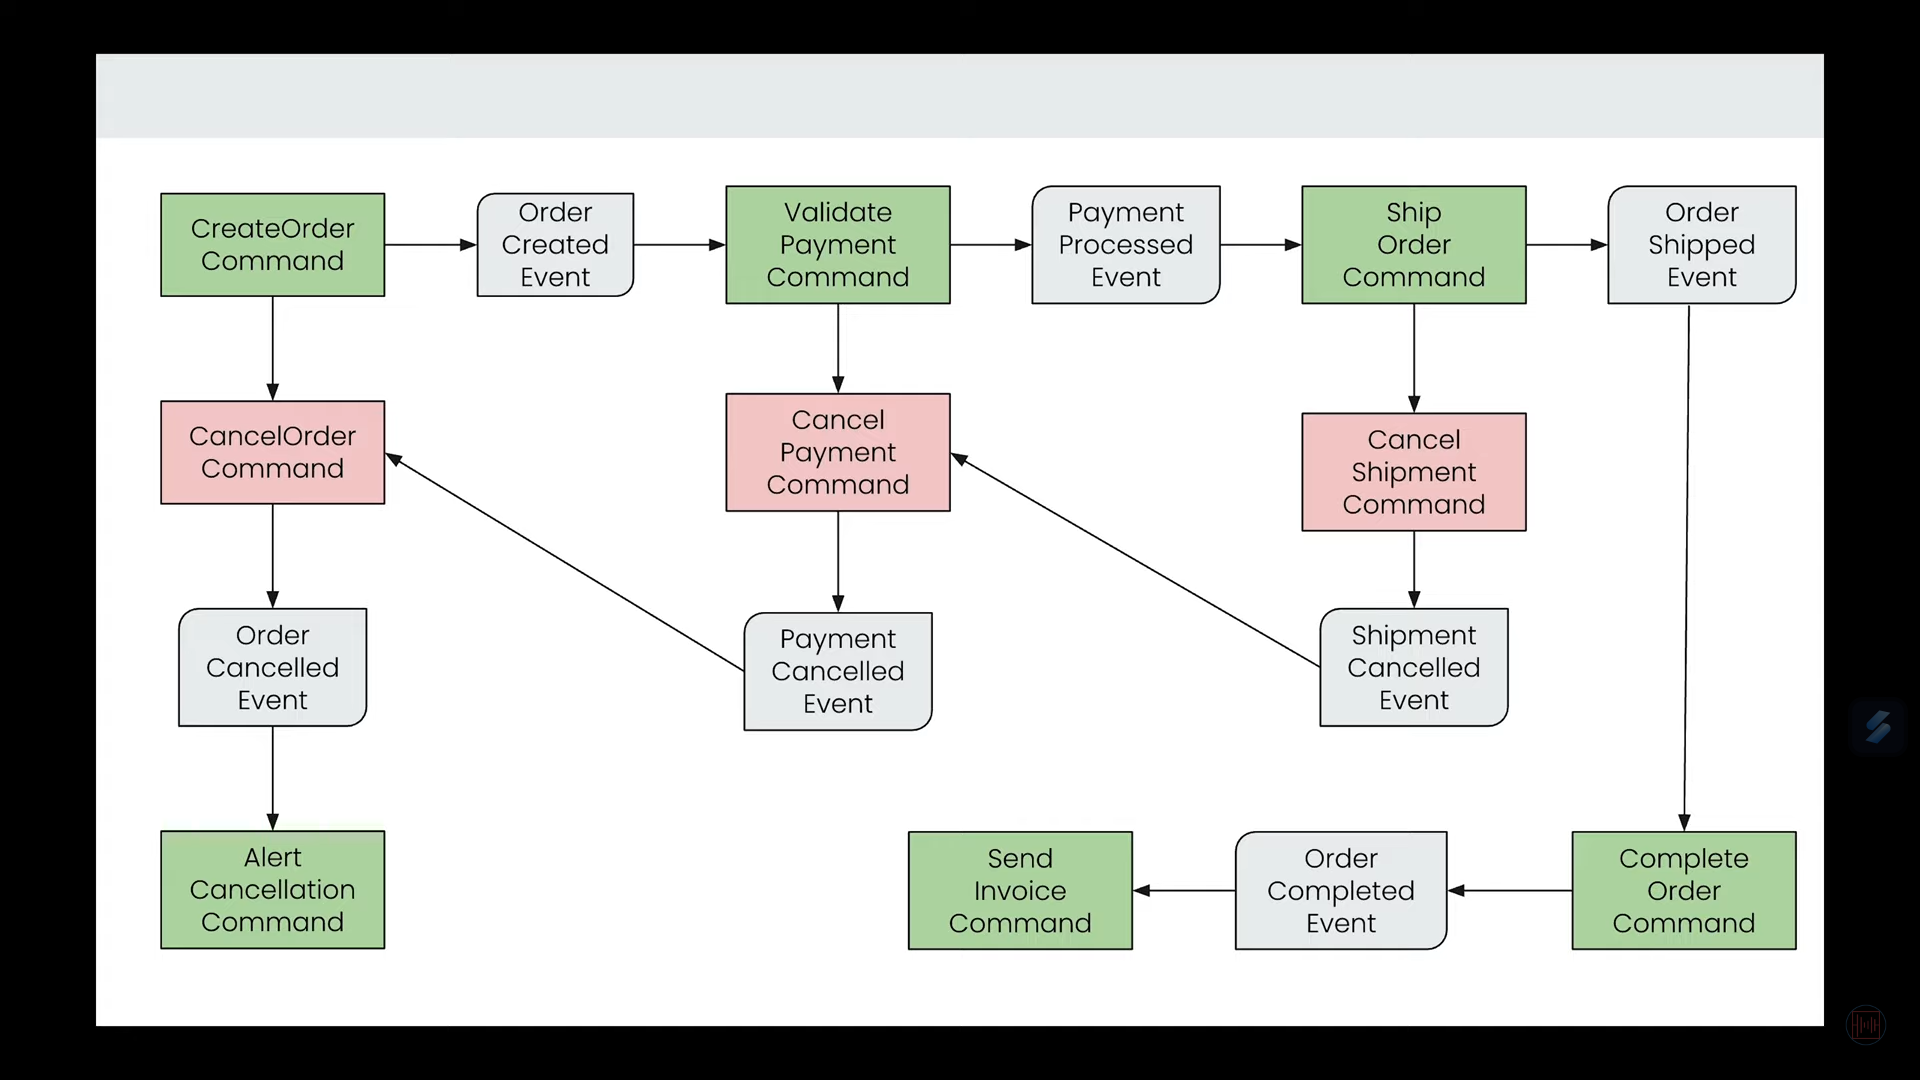 CreateOrder
Command
Order
Created
Event
Validate
Payment
Command
Payment
Processed
Event
Ship
Order
Command
Order
Shipped
Event
CancelOrder
Command
Cancel
Payment
Command
Cancel
Shipment
Command
Order
Cancelled
Event
Payment
Cancelled
Event
Shipment
Cancelled
Event
Alert
Cancellation
Command
Send
Invoice
Command
Order
Completed
Event
Complete
Order
Command